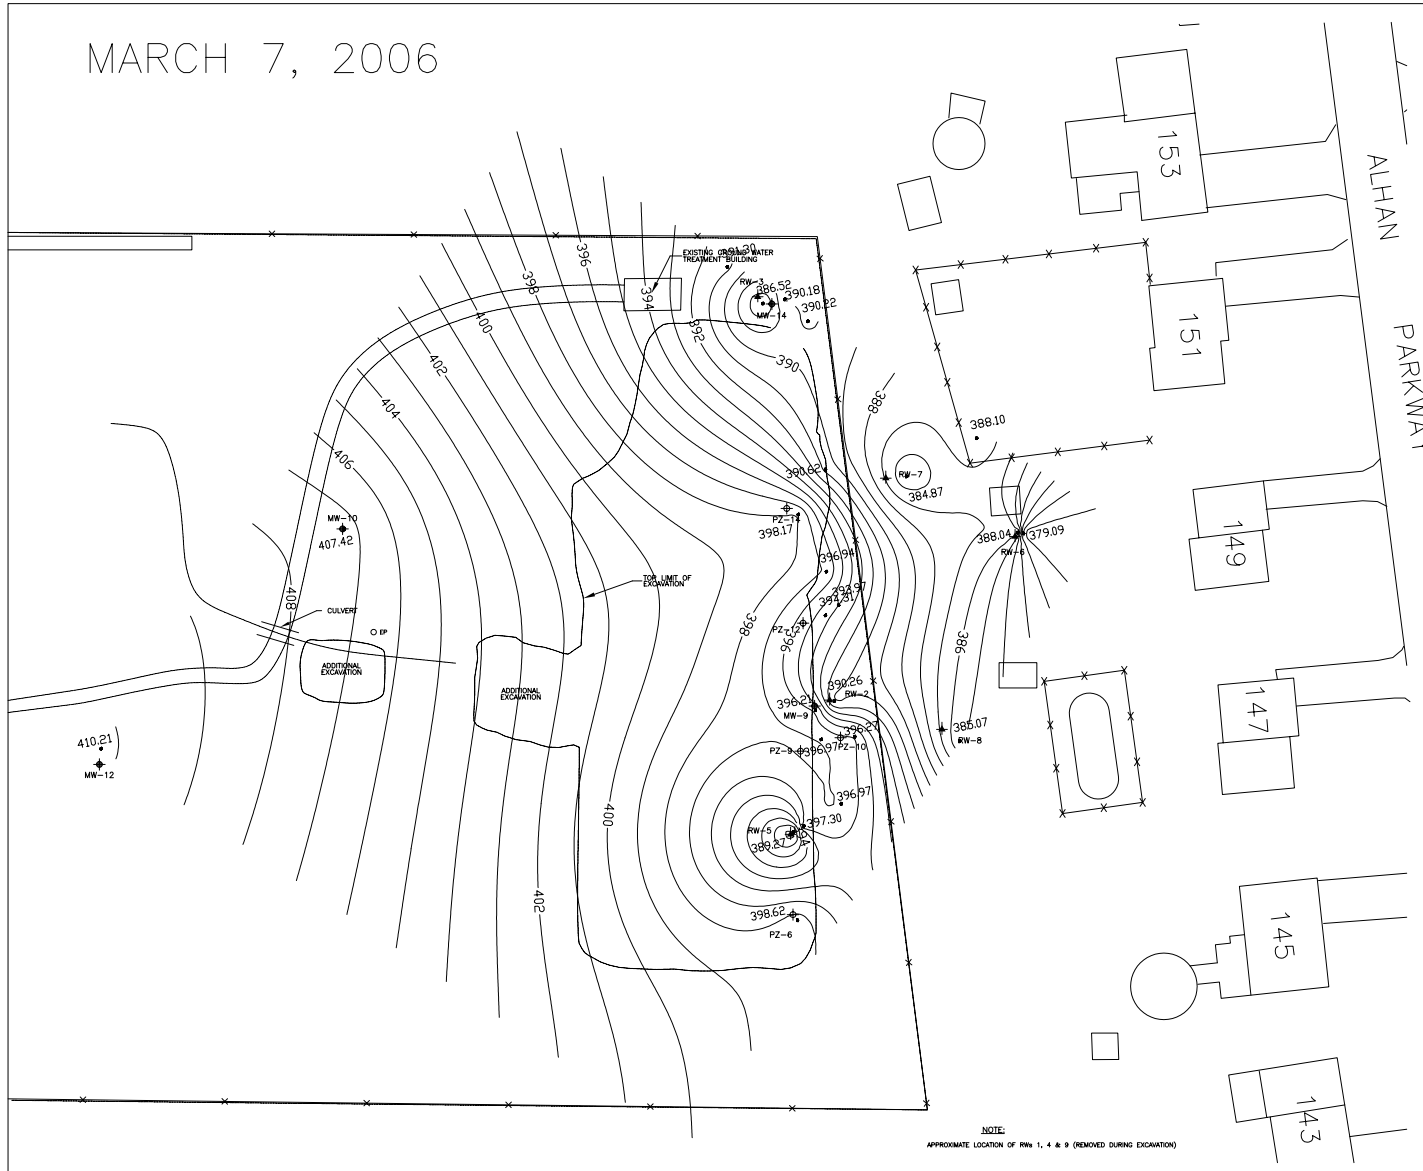 MARCH 7, 2006
153
ALHAN
PARKWAY
151
149
147
145
143
EXISTING GROUND WATER
TREATMENT BUILDING
RW-3
386.52
390.18
390.22
MW-14
396
398
394
392
400
390
402
388
404
388.10
406
390.62
RW-7
384.87
PZ-14
398.17
MW-10
407.42
388.04
379.09
RW-6
396.94
TOP LIMIT OF
EXCAVATION
393.97
394.31
408
CULVERT
EP
PZ-12
398
396
386
ADDITIONAL
EXCAVATION
ADDITIONAL
EXCAVATION
390.26
RW-2
396.21
MW-9
396.27
385.07
RW-8
410.21
MW-12
PZ-9
396.97
PZ-10
396.97
400
397.30
RW-5
389.27
402
398.62
PZ-6
NOTE:
APPROXIMATE LOCATION OF RWs 1, 4 & 9 (REMOVED DURING EXCAVATION)